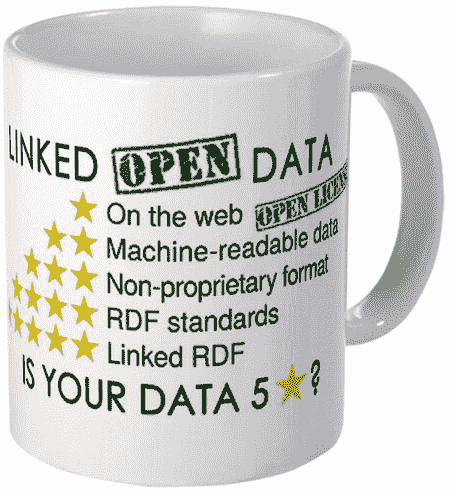 LINKED OPEN DATA
★ On the web OPEN LICENSE
★★ Machine-readable data
★★★ Non-proprietary format
★★★★ RDF standards
★★★★★ Linked RDF
IS YOUR DATA 5★?